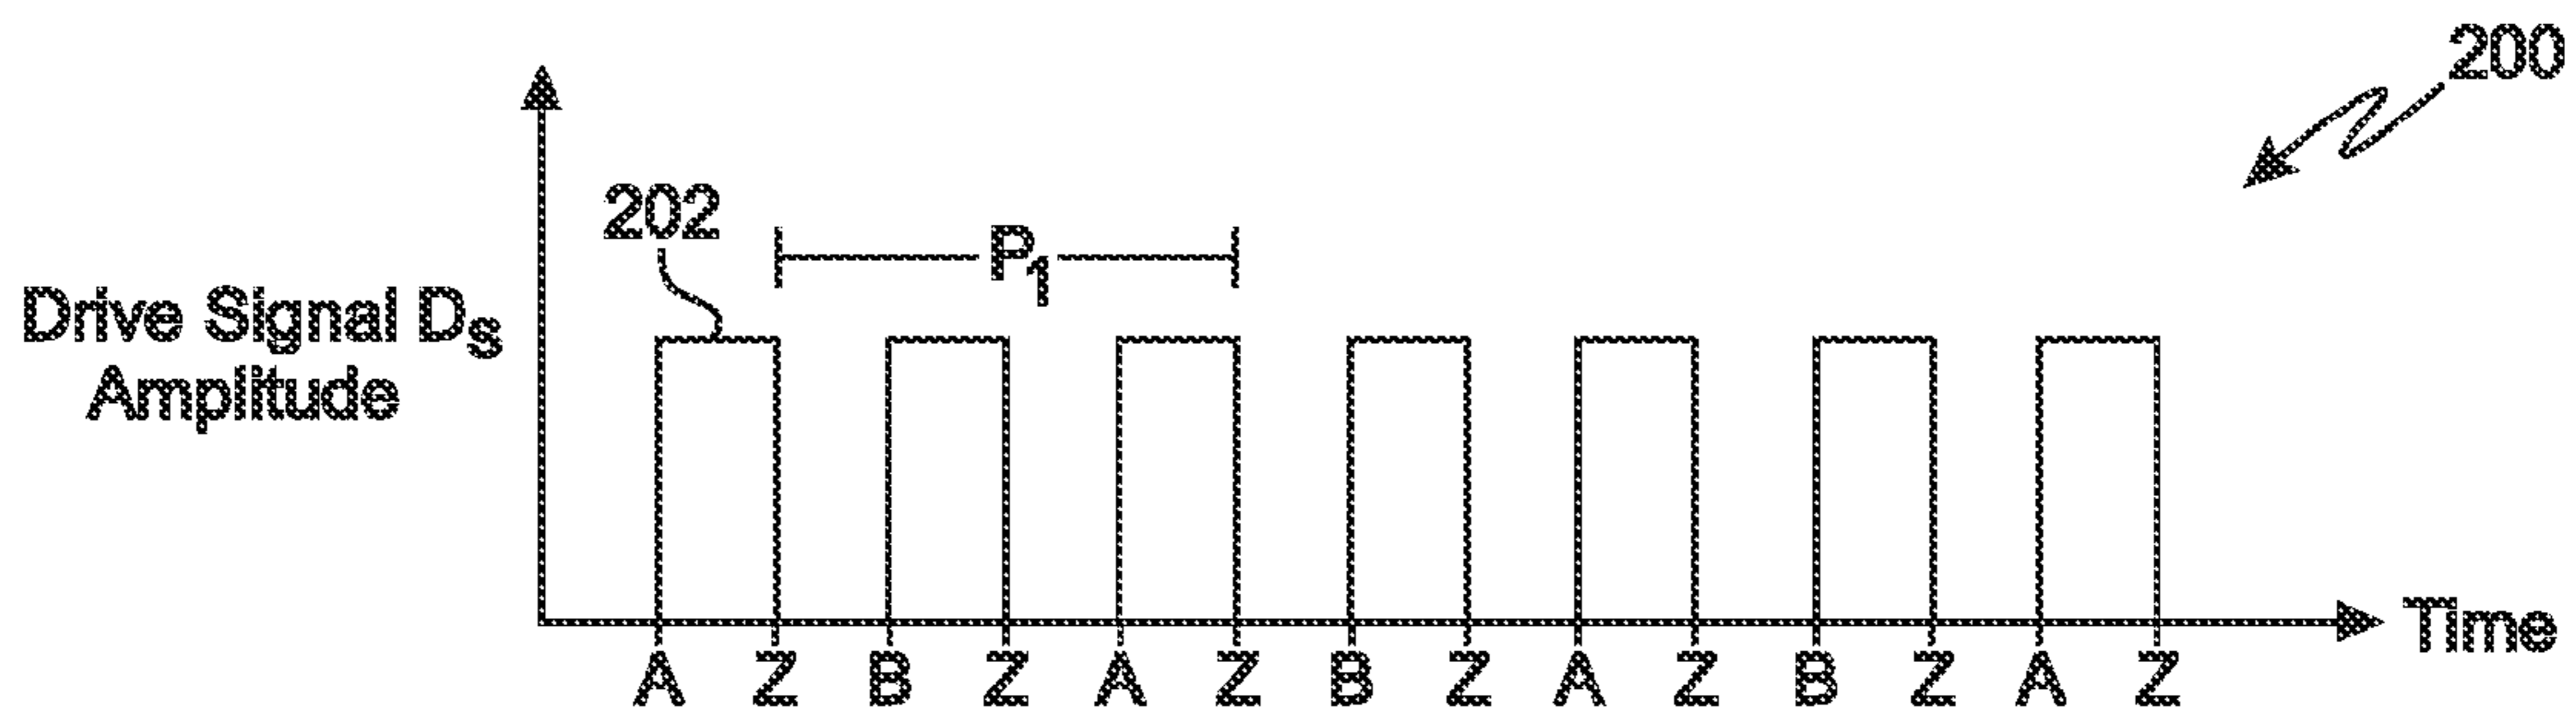 200
202
P1
Drive Signal DS
Amplitude
Time
A Z B Z A Z B Z A Z B Z A Z